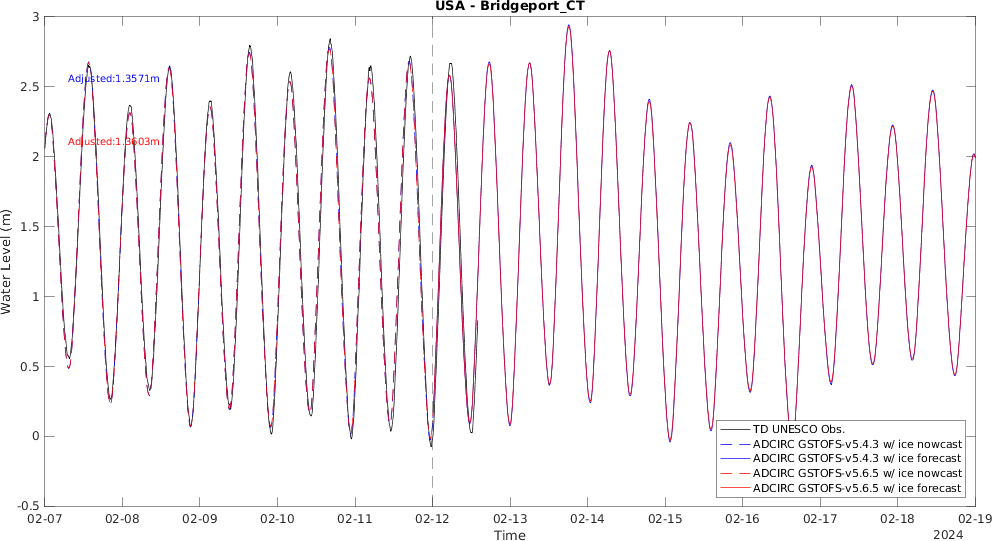 USA - Bridgeport_CT
3
2.5
2
1.5
1
0.5
0
-0.5
Water Level (m)
Adjusted:1.3571m
Adjusted:1.3603m
TD UNESCO Obs.
ADCIRC GSTOFS-v5.4.3 w/ ice nowcast
ADCIRC GSTOFS-v5.4.3 w/ ice forecast
ADCIRC GSTOFS-v5.6.5 w/ ice nowcast
ADCIRC GSTOFS-v5.6.5 w/ ice forecast
02-07 02-08 02-09 02-10 02-11 02-12 02-13 02-14 02-15 02-16 02-17 02-18 02-19
Time
2024